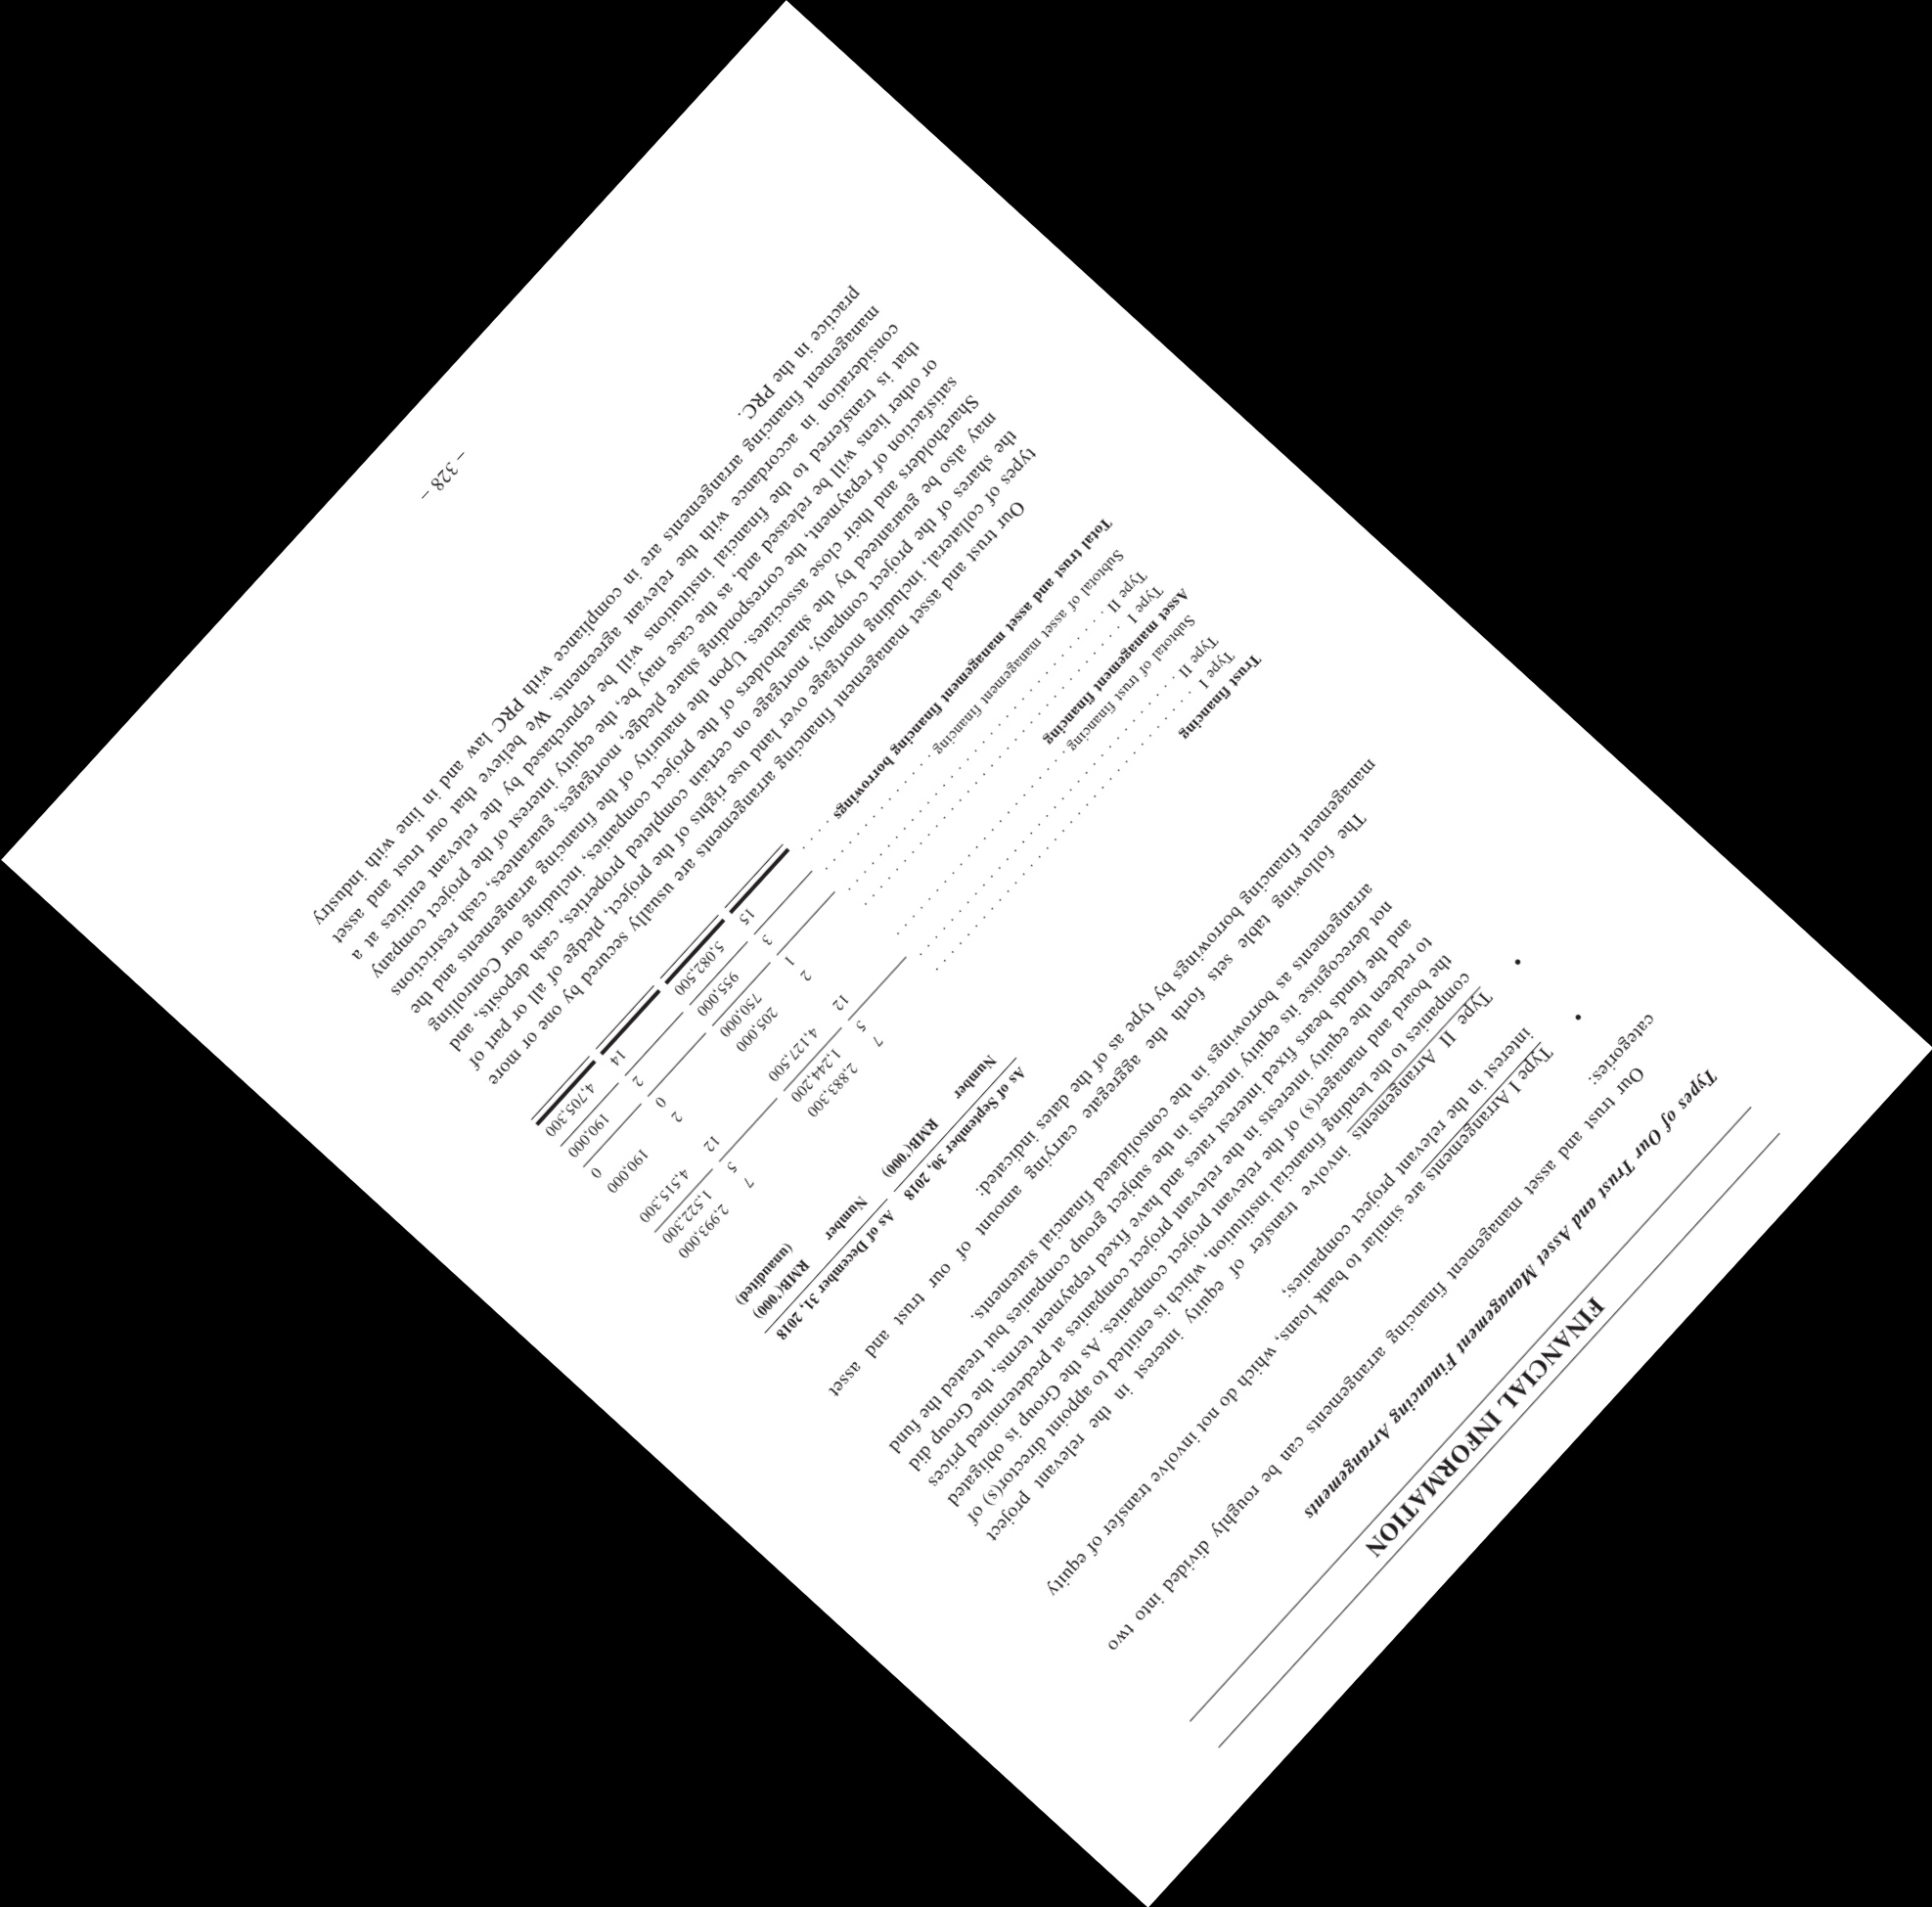 FINANCIAL INFORMATION
Types of Our Trust and Asset Management Financing Arrangements
Our trust and asset management financing arrangements can be roughly divided into two
categories:
• Type I Arrangements are similar to bank loans, which do not involve transfer of equity
interest in the relevant project companies;
• Type II Arrangements involve transfer of equity interest in the relevant project
companies to the lending financial institution, which is entitled to appoint director(s) of
the board and manager(s) of the relevant project companies. As the Group is obligated
to redeem the equity interests in the relevant project companies at predetermined prices
and the funds bears fixed interest rates and have fixed repayment terms, the Group did
not derecognise its equity interests in the subject group companies but treated the fund
arrangements as borrowings in the consolidated financial statements.
The following table sets forth the aggregate carrying amount of our trust and asset
management financing borrowings by type as of the dates indicated:
As of September 30, 2018 As of December 31, 2018
Number RMB('000) Number RMB('000)
(unaudited)
Trust financing
Type I . . . . . . . . . . . . . . . . . . . . . . . . . . . . 7 2,883,300 7 2,993,000
Type II . . . . . . . . . . . . . . . . . . . . . . . . . . . 5 1,244,200 5 1,522,300
Subtotal of trust financing . . . . . . . . . . . . . . . 12 4,127,500 12 4,515,300
Asset management financing
Type I . . . . . . . . . . . . . . . . . . . . . . . . . . . . 2 205,000 2 190,000
Type II . . . . . . . . . . . . . . . . . . . . . . . . . . . 1 750,000 0 0
Subtotal of asset management financing . . . . . . . . 3 955,000 2 190,000
Total trust and asset management financing borrowings . . . . 15 5,082,500 14 4,705,300
Our trust and asset management financing arrangements are usually secured by one or more
types of collateral, including mortgage over land use rights of the project, pledge of all or part of
the shares of the project company, mortgage on certain completed properties, cash deposits, and
may also be guaranteed by the shareholders of the project companies, including our Controlling
Shareholders and their close associates. Upon the maturity of the financing arrangements and the
satisfaction of repayment, the corresponding share pledge, mortgages, guarantees, cash restrictions
or other liens will be released and, as the case may be, the equity interest of the project company
that is transferred to the financial institutions will be repurchased by the relevant entities at a
consideration in accordance with the relevant agreements. We believe that our trust and asset
management financing arrangements are in compliance with PRC law and in line with industry
practice in the PRC.
– 328 –